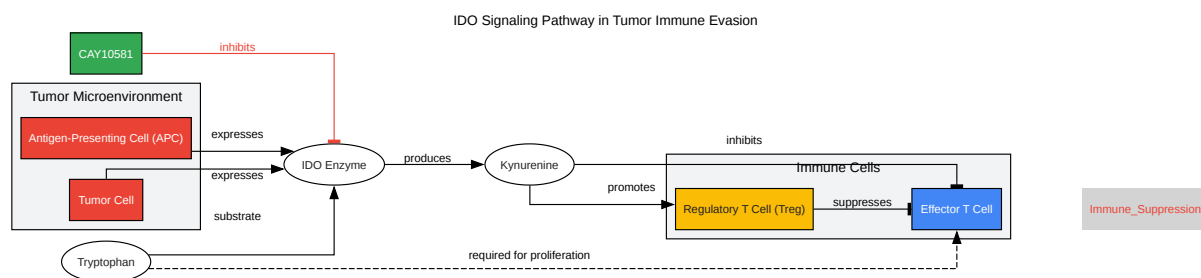 IDO Signaling Pathway in Tumor Immune Evasion
CAY10581
inhibits
Tumor Microenvironment
Antigen-Presenting Cell (APC)
expresses
Tumor Cell
expresses
IDO Enzyme
produces
Kynurenine
inhibits
promotes
Immune Cells
Regulatory T Cell (Treg)
suppresses
Effector T Cell
Immune_Suppression
substrate
Tryptophan
required for proliferation